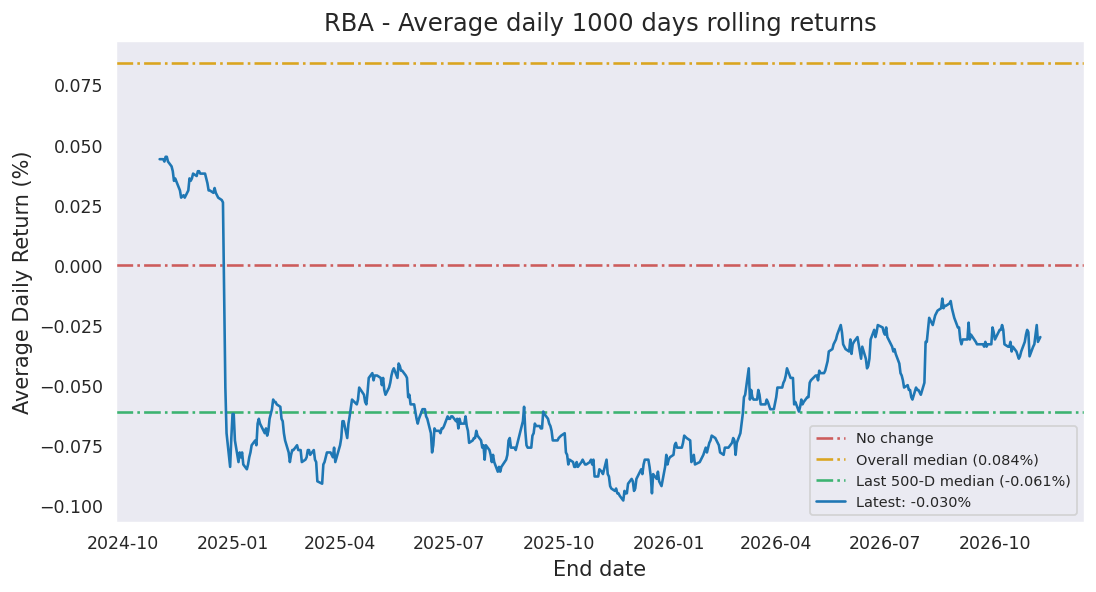 RBA - Average daily 1000 days rolling returns
Average Daily Return (%)
0.075
0.050
0.025
0.000
−0.025
−0.050
−0.075
−0.100
No change
Overall median (0.084%)
Last 500-D median (-0.061%)
Latest: -0.030%
2024-10
2025-01
2025-04
2025-07
2025-10
2026-01
2026-04
2026-07
2026-10
End date